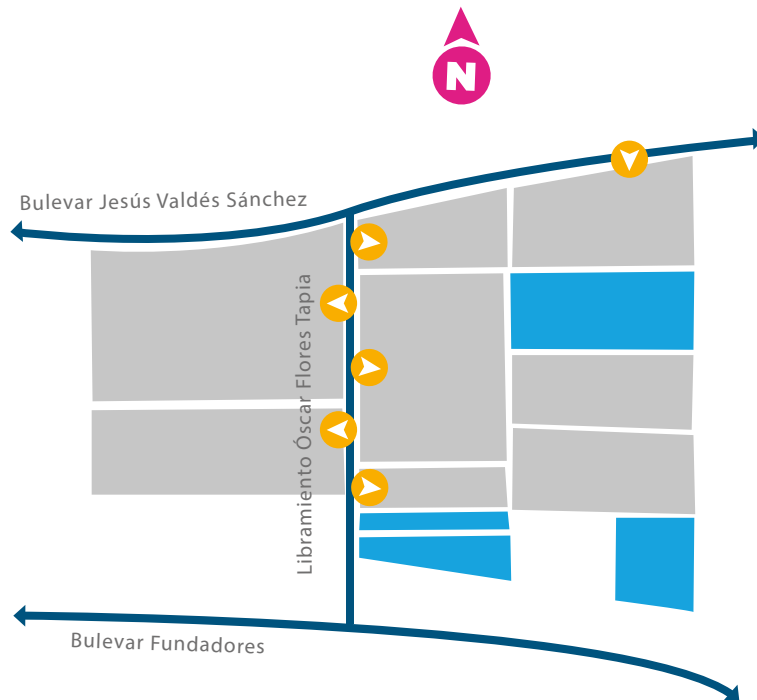 N
Bulevar Jesús Valdés Sánchez
Libramiento Óscar Flores Tapia
Bulevar Fundadores